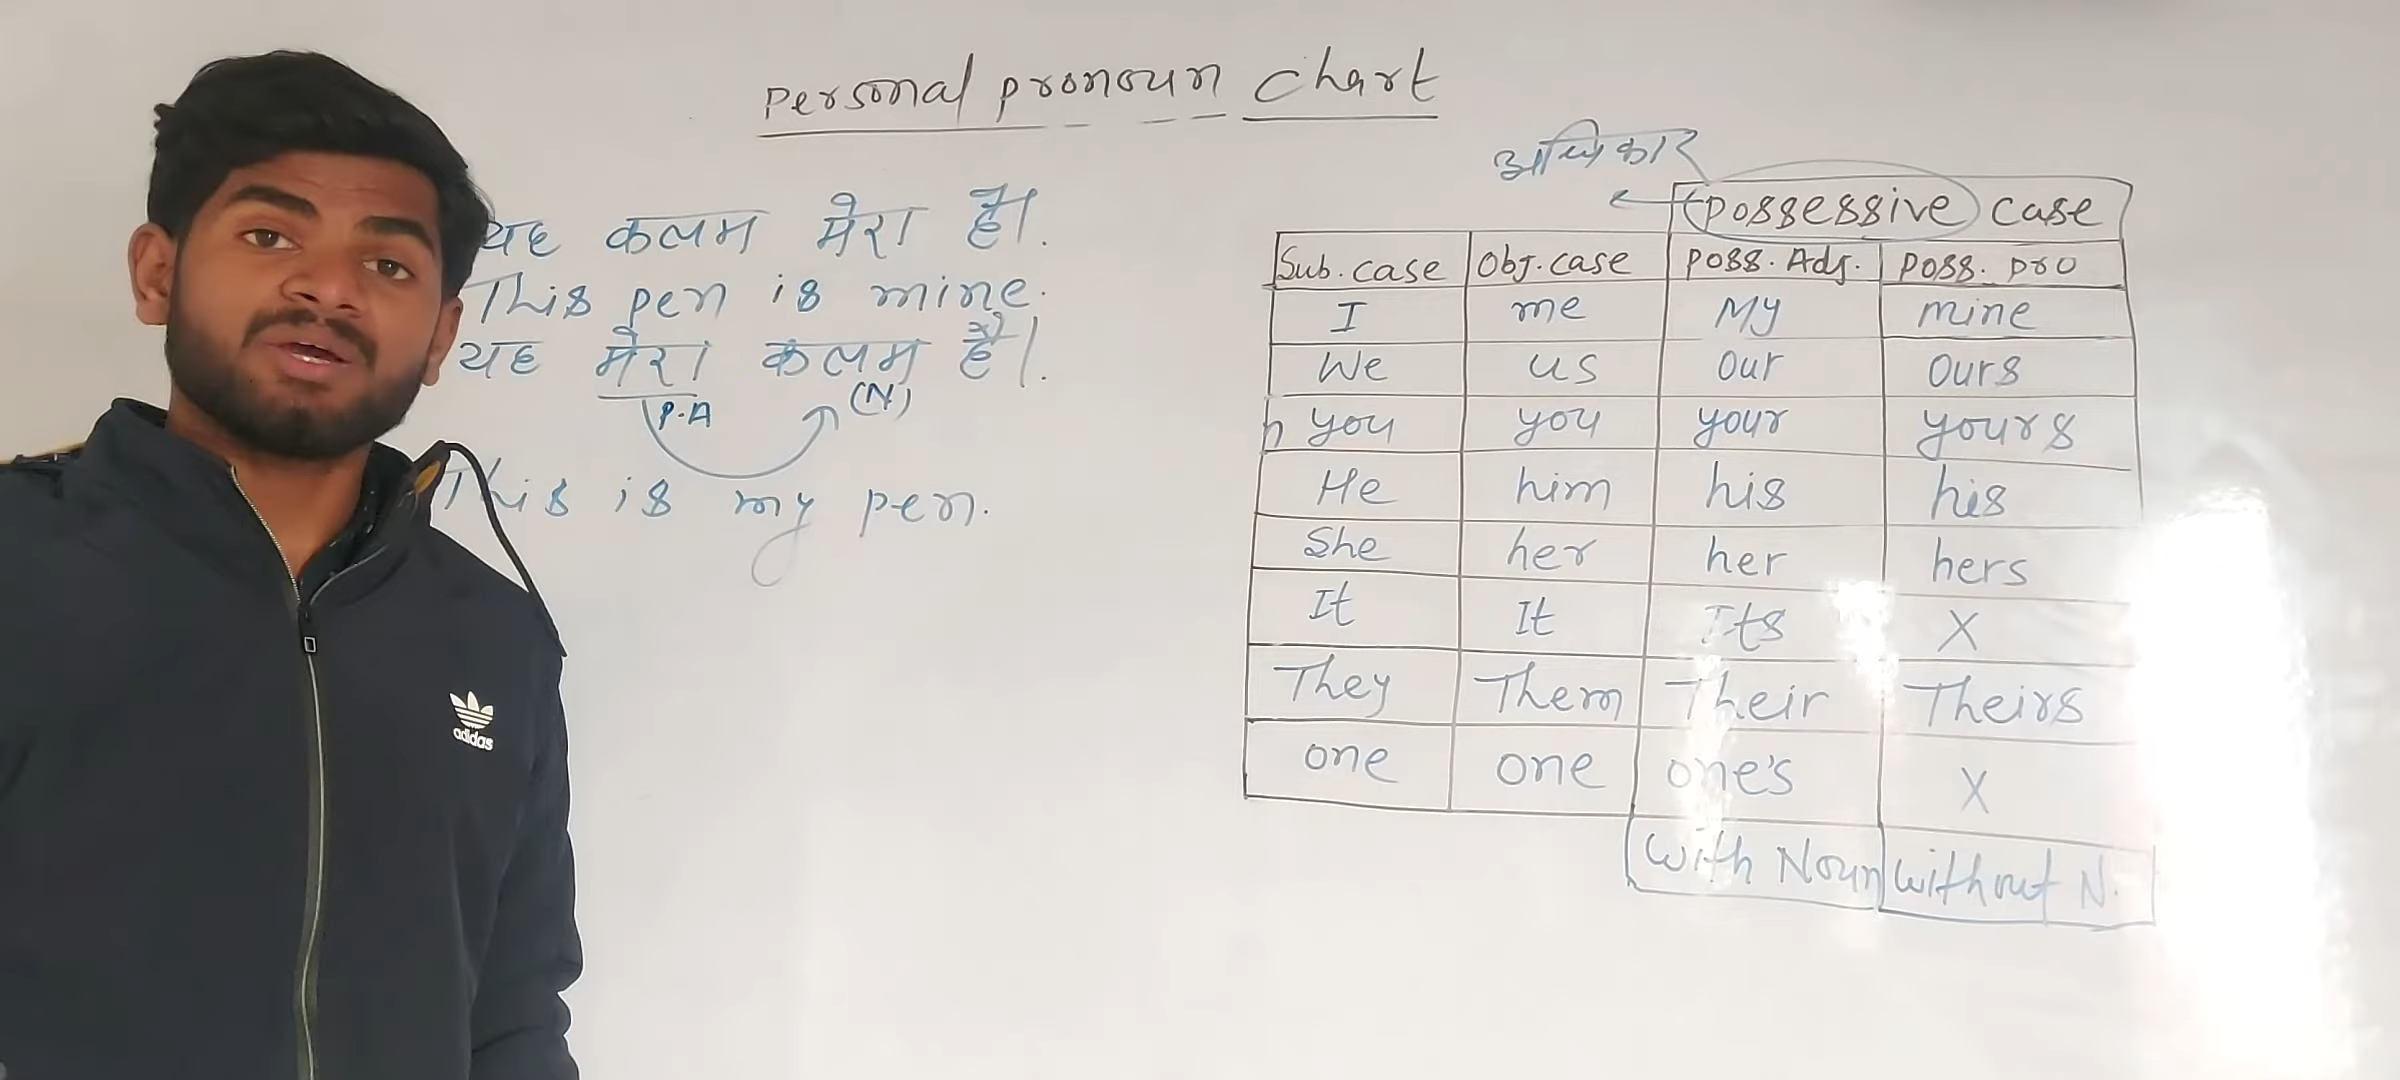 Personal pronoun chart
यह कलम मेरा है।.
This pen is mine.
यह मेरा कलम है।.
P.A (N)
This is my pen.
अधिकार
Possessive case
Sub. case Obj. case Poss. Adj. Poss. pro
I me My mine
We us our ours
you you your yours
He him his his
She her her hers
It It Its X
They Them Their Theirs
one one one's X
With Noun without N.
adidas